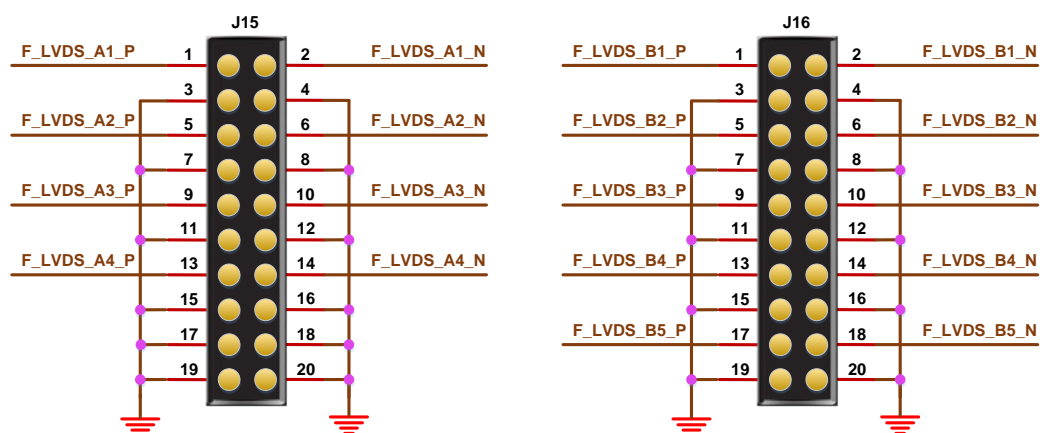 J15 J16
F_LVDS_A1_P 1 2 F_LVDS_A1_N F_LVDS_B1_P 1 2 F_LVDS_B1_N
3 4 3 4
F_LVDS_A2_P 5 6 F_LVDS_A2_N F_LVDS_B2_P 5 6 F_LVDS_B2_N
7 8 7 8
F_LVDS_A3_P 9 10 F_LVDS_A3_N F_LVDS_B3_P 9 10 F_LVDS_B3_N
11 12 11 12
F_LVDS_A4_P 13 14 F_LVDS_A4_N F_LVDS_B4_P 13 14 F_LVDS_B4_N
15 16 15 16
17 18 F_LVDS_B5_P 17 18 F_LVDS_B5_N
19 20 19 20